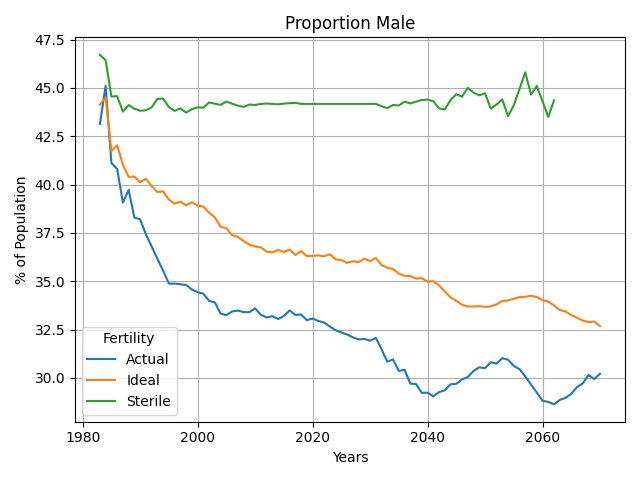 Proportion Male
47.5
45.0
42.5
40.0
37.5
35.0
32.5
30.0
% of Population
Fertility
Actual
Ideal
Sterile
1980 2000 2020 2040 2060
Years